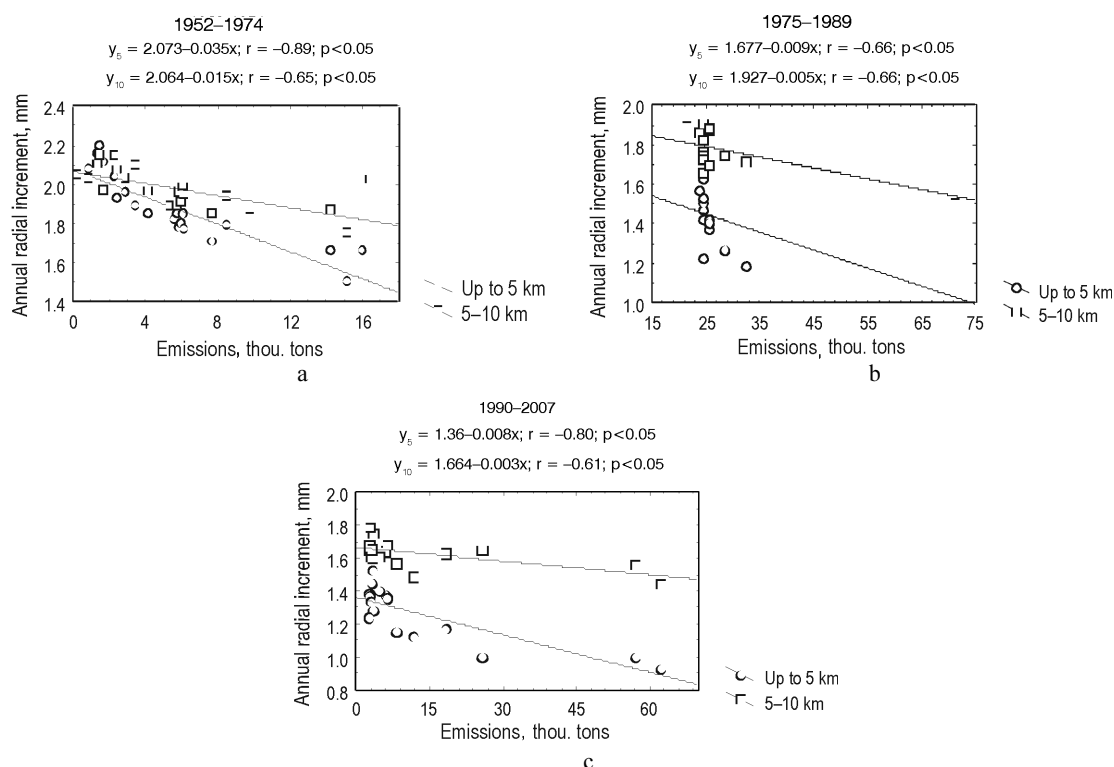 1952–1974
y5 = 2.073–0.035x; r = –0.89; p<0.05
y10 = 2.064–0.015x; r = –0.65; p<0.05
Annual radial increment, mm
2.4
2.2
2.0
1.8
1.6
1.4
0 4 8 12 16
Emissions, thou. tons
Up to 5 km
5–10 km
a
1975–1989
y5 = 1.677–0.009x; r = –0.66; p<0.05
y10 = 1.927–0.005x; r = –0.66; p<0.05
Annual radial increment, mm
2.0
1.8
1.6
1.4
1.2
1.0
15 25 35 45 55 65 75
Emissions, thou. tons
Up to 5 km
5–10 km
b
1990–2007
y5 = 1.36–0.008x; r = –0.80; p<0.05
y10 = 1.664–0.003x; r = –0.61; p<0.05
Annual radial increment, mm
2.0
1.8
1.6
1.4
1.2
1.0
0.8
0 15 30 45 60
Emissions, thou. tons
Up to 5 km
5–10 km
c